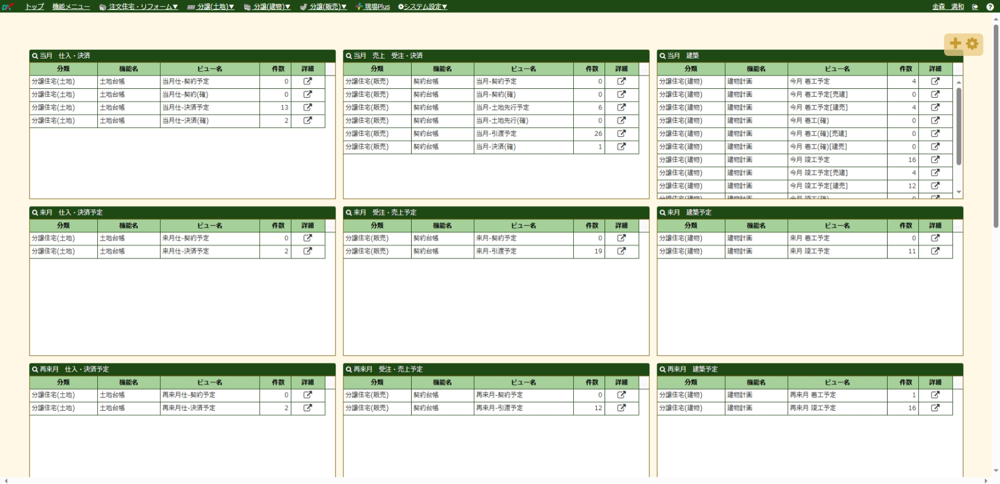 DX トップ 機能メニュー 注文住宅・リフォーム▼ 分譲(土地)▼ 分譲(建物)▼ 分譲(販売)▼ 現場Plus システム設定▼ 金森 満和
当月 仕入・決済
分類 機能名 ビュー名 件数 詳細
分譲住宅(土地) 土地台帳 当月仕-契約予定 0
分譲住宅(土地) 土地台帳 当月仕-契約(確) 0
分譲住宅(土地) 土地台帳 当月仕-決済予定 13
分譲住宅(土地) 土地台帳 当月仕-決済(確) 2
当月 売上 受注・決済
分類 機能名 ビュー名 件数 詳細
分譲住宅(販売) 契約台帳 当月-契約予定 0
分譲住宅(販売) 契約台帳 当月-契約(確) 0
分譲住宅(販売) 契約台帳 当月-土地先行予定 6
分譲住宅(販売) 契約台帳 当月-土地先行(確) 0
分譲住宅(販売) 契約台帳 当月-引渡予定 26
分譲住宅(販売) 契約台帳 当月-決済(確) 1
当月 建築
分類 機能名 ビュー名 件数 詳細
分譲住宅(建物) 建物計画 今月 着工予定 4
分譲住宅(建物) 建物計画 今月 着工予定[売建] 0
分譲住宅(建物) 建物計画 今月 着工予定[建売] 4
分譲住宅(建物) 建物計画 今月 着工(確) 0
分譲住宅(建物) 建物計画 今月 着工(確)[売建] 0
分譲住宅(建物) 建物計画 今月 着工(確)[建売] 0
分譲住宅(建物) 建物計画 今月 竣工予定 16
分譲住宅(建物) 建物計画 今月 竣工予定[売建] 4
分譲住宅(建物) 建物計画 今月 竣工予定[建売] 12
分譲住宅(建物) 建物計画 今月 竣工(確) 0
来月 仕入・決済予定
分類 機能名 ビュー名 件数 詳細
分譲住宅(土地) 土地台帳 来月仕-契約予定 0
分譲住宅(土地) 土地台帳 来月仕-決済予定 2
来月 受注・売上予定
分類 機能名 ビュー名 件数 詳細
分譲住宅(販売) 契約台帳 来月-契約予定 0
分譲住宅(販売) 契約台帳 来月-引渡予定 19
来月 建築予定
分類 機能名 ビュー名 件数 詳細
分譲住宅(建物) 建物計画 来月 着工予定 0
分譲住宅(建物) 建物計画 来月 竣工予定 11
再来月 仕入・決済予定
分類 機能名 ビュー名 件数 詳細
分譲住宅(土地) 土地台帳 再来月仕-契約予定 0
分譲住宅(土地) 土地台帳 再来月仕-決済予定 2
再来月 受注・売上予定
分類 機能名 ビュー名 件数 詳細
分譲住宅(販売) 契約台帳 再来月-契約予定 0
分譲住宅(販売) 契約台帳 再来月-引渡予定 12
再来月 建築予定
分類 機能名 ビュー名 件数 詳細
分譲住宅(建物) 建物計画 再来月 着工予定 1
分譲住宅(建物) 建物計画 再来月 竣工予定 16